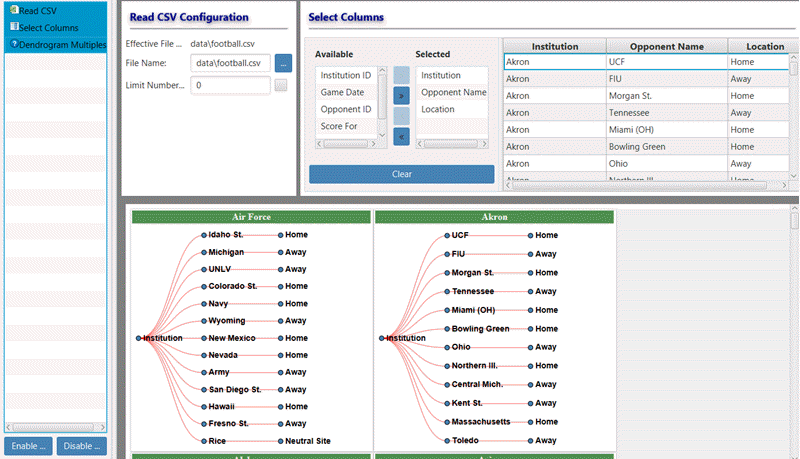 Read CSV
Select Columns
Dendrogram Multiples
Enable ...
Disable ...
Read CSV Configuration
Effective File ... data\football.csv
File Name: data\football.csv ...
Limit Number... 0
Select Columns
Available
Institution ID
Game Date
Opponent ID
Score For
»
«
Selected
Institution
Opponent Name
Location
Clear
Institution Opponent Name Location
Akron UCF Home
Akron FIU Away
Akron Morgan St. Home
Akron Tennessee Away
Akron Miami (OH) Home
Akron Bowling Green Home
Akron Ohio Away
Akron Northern Ill. Home
Air Force
Institution
Idaho St. Home
Michigan Away
UNLV Away
Colorado St. Home
Navy Home
Wyoming Away
New Mexico Home
Nevada Home
Army Away
San Diego St. Away
Hawaii Home
Fresno St. Away
Rice Neutral Site
Akron
Institution
UCF Home
FIU Away
Morgan St. Home
Tennessee Away
Miami (OH) Home
Bowling Green Home
Ohio Away
Northern Ill. Home
Central Mich. Away
Kent St. Away
Massachusetts Home
Toledo Away